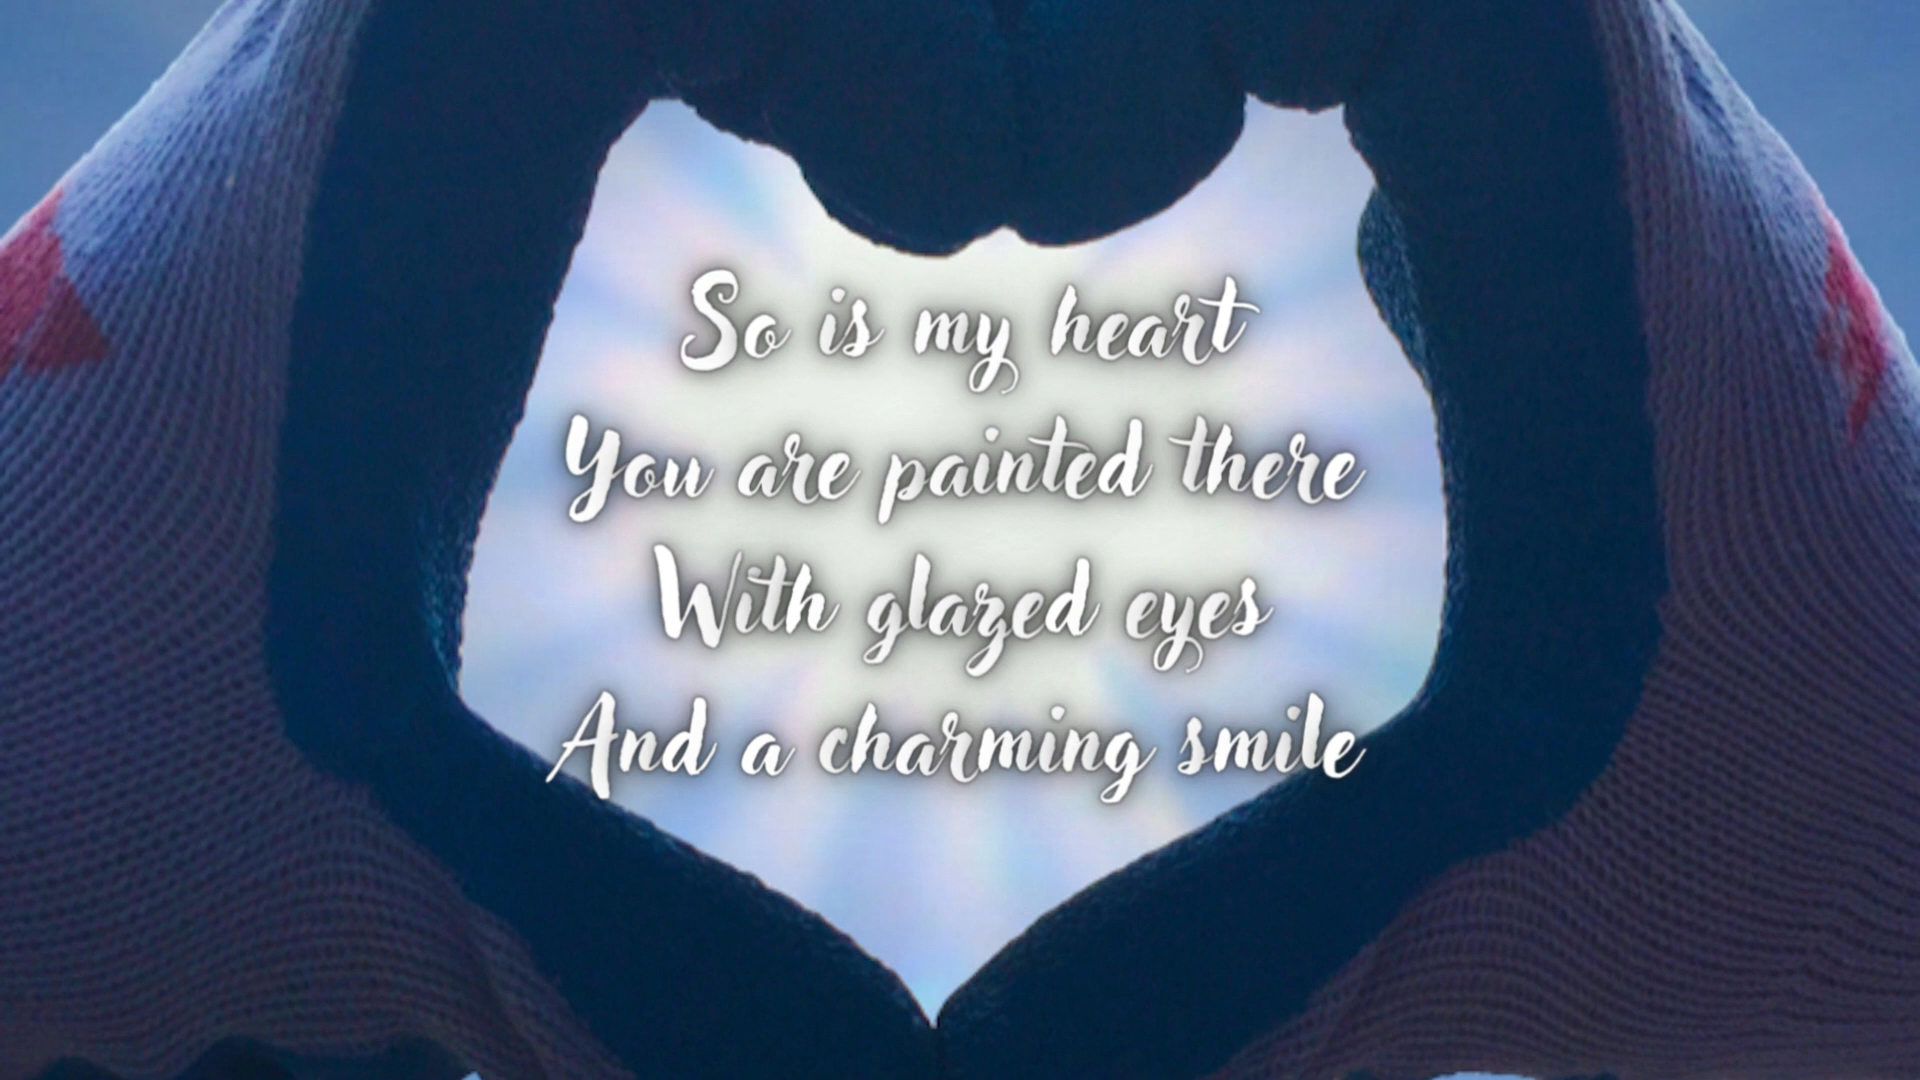 So is my heart
You are painted there
With glazed eyes
And a charming smile